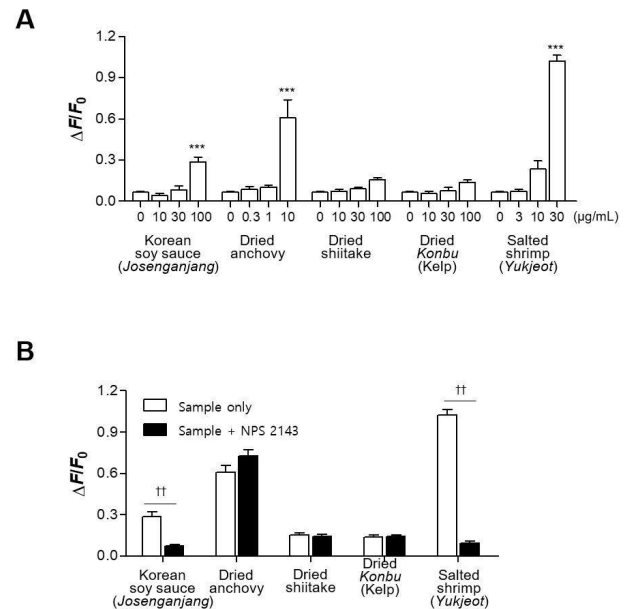 A
ΔF/F0
1.2
0.9
0.6
0.3
0.0
***
***
***
0 10 30 100 0 0.3 1 10 0 10 30 100 0 10 30 100 0 3 10 30 (μg/mL)
Korean
soy sauce
(Josenganjang)
Dried
anchovy
Dried
shiitake
Dried
Konbu
(Kelp)
Salted
shrimp
(Yukjeot)
B
ΔF/F0
1.2
0.9
0.6
0.3
0.0
Sample only
Sample + NPS 2143
††
††
Korean
soy sauce
(Josenganjang)
Dried
anchovy
Dried
shiitake
Dried
Konbu
(Kelp)
Salted
shrimp
(Yukjeot)